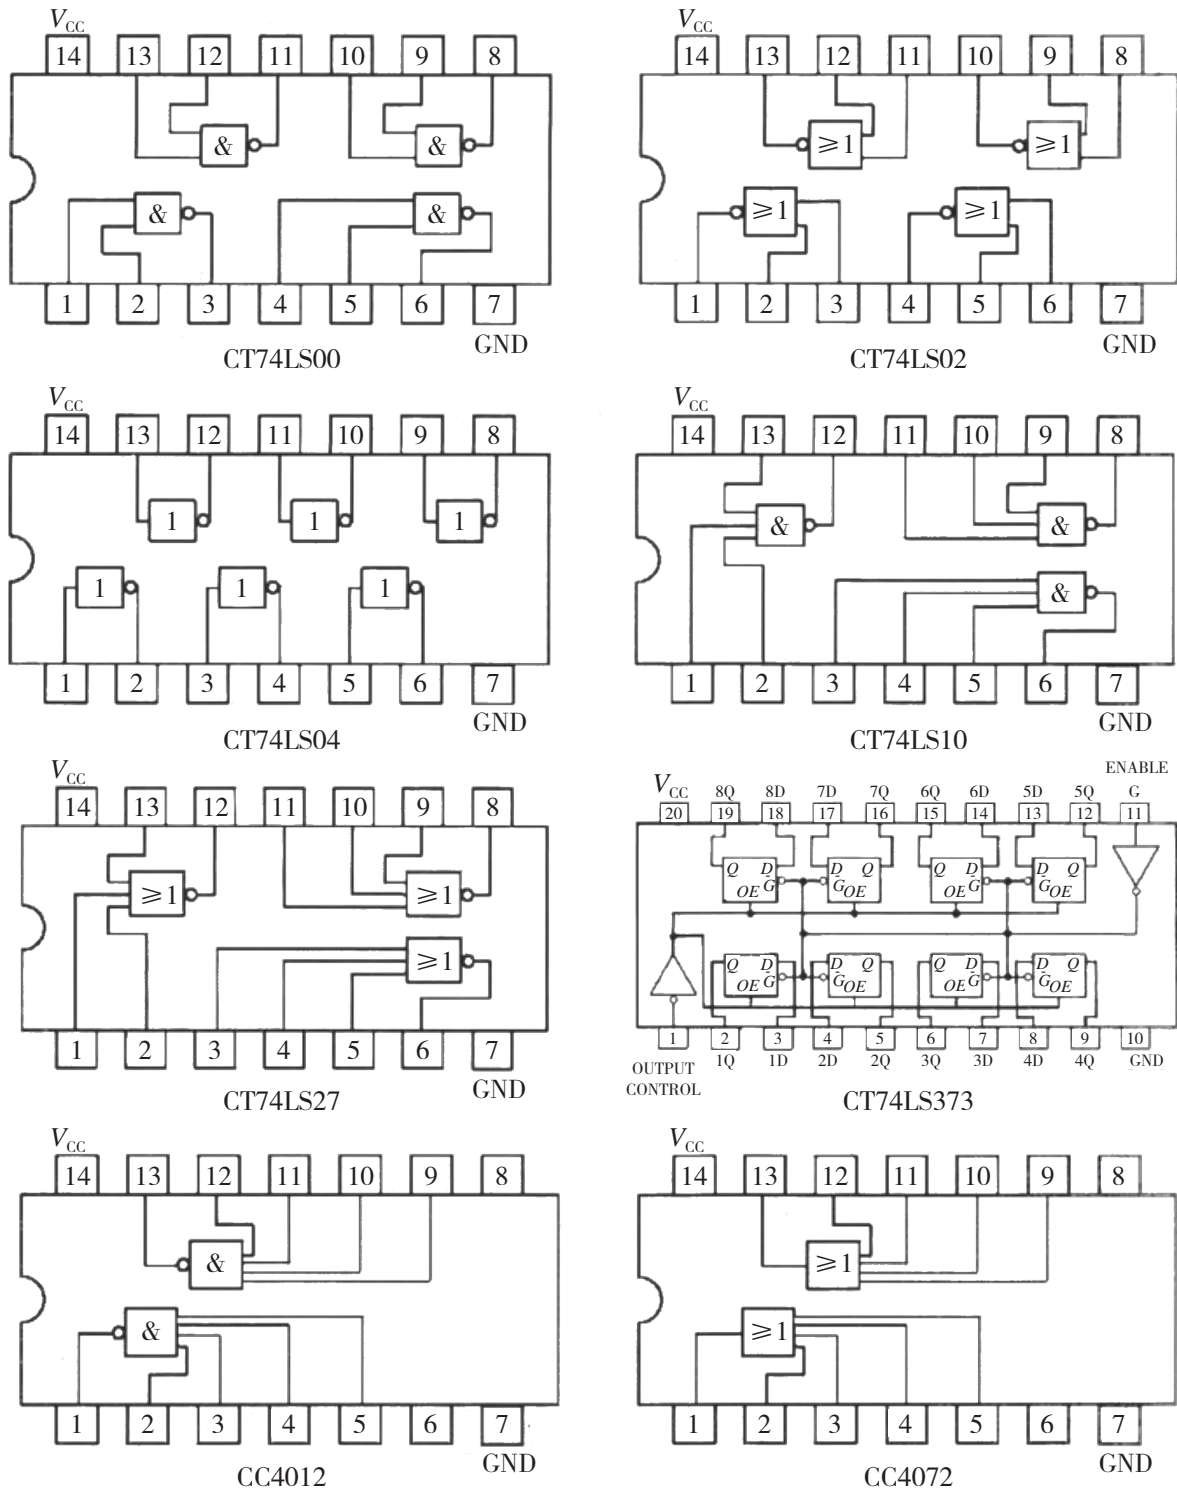 V_CC
14 13 12 11 10 9 8
& &
& &
1 2 3 4 5 6 7
GND
CT74LS00
V_CC
14 13 12 11 10 9 8
≥1 ≥1
≥1 ≥1
1 2 3 4 5 6 7
GND
CT74LS02
V_CC
14 13 12 11 10 9 8
1 1 1
1 1 1
1 2 3 4 5 6 7
GND
CT74LS04
V_CC
14 13 12 11 10 9 8
& &
&
1 2 3 4 5 6 7
GND
CT74LS10
V_CC
14 13 12 11 10 9 8
≥1 ≥1
≥1
1 2 3 4 5 6 7
GND
CT74LS27
ENABLE
V_CC 8Q 8D 7D 7Q 6Q 6D 5D 5Q G
20 19 18 17 16 15 14 13 12 11
Q D D Q Q D D Q
OE G G OE OE G G OE
Q D D Q Q D D Q
OE G G OE OE G G OE
1 2 3 4 5 6 7 8 9 10
1Q 1D 2D 2Q 3Q 3D 4D 4Q GND
OUTPUT
CONTROL
CT74LS373
V_CC
14 13 12 11 10 9 8
&
&
1 2 3 4 5 6 7
GND
CC4012
V_CC
14 13 12 11 10 9 8
≥1
≥1
1 2 3 4 5 6 7
GND
CC4072